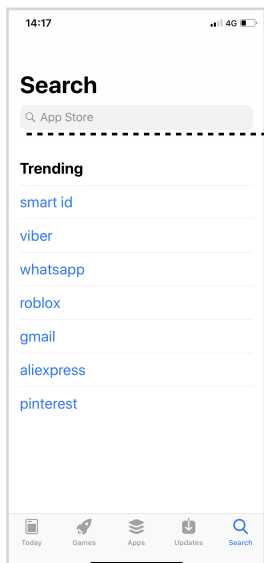 14:17
4G
Search
App Store
Trending
smart id
viber
whatsapp
roblox
gmail
aliexpress
pinterest
Today Games Apps Updates Search